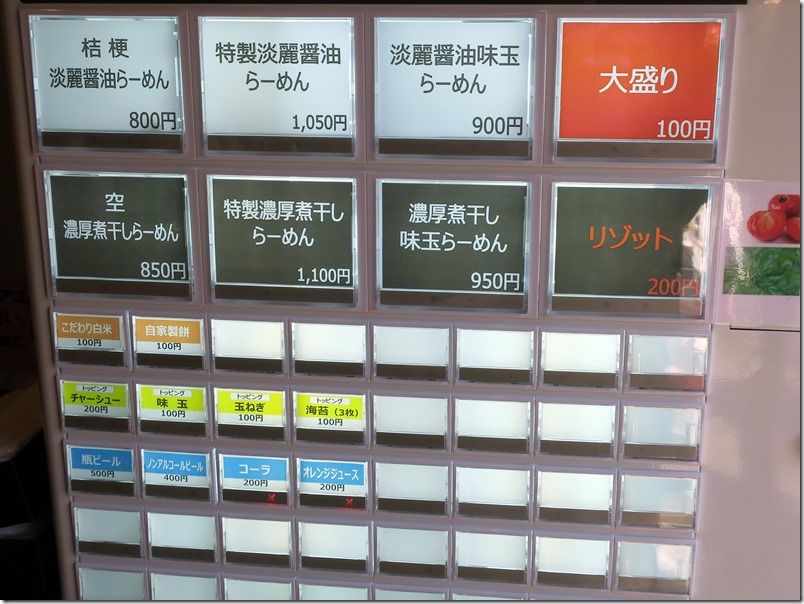 桔 梗
淡麗醤油らーめん
800円
特製淡麗醤油
らーめん
1,050円
淡麗醤油味玉
らーめん
900円
大盛り
100円
空
濃厚煮干しらーめん
850円
特製濃厚煮干し
らーめん
1,100円
濃厚煮干し
味玉らーめん
950円
リゾット
200円
こだわり白米
100円
自家製餅
100円
トッピング
チャーシュー
200円
トッピング
味 玉
100円
トッピング
玉ねぎ
100円
トッピング
海苔(3枚)
100円
瓶ビール
500円
ノンアルコールビール
400円
コーラ
200円
オレンジジュース
200円